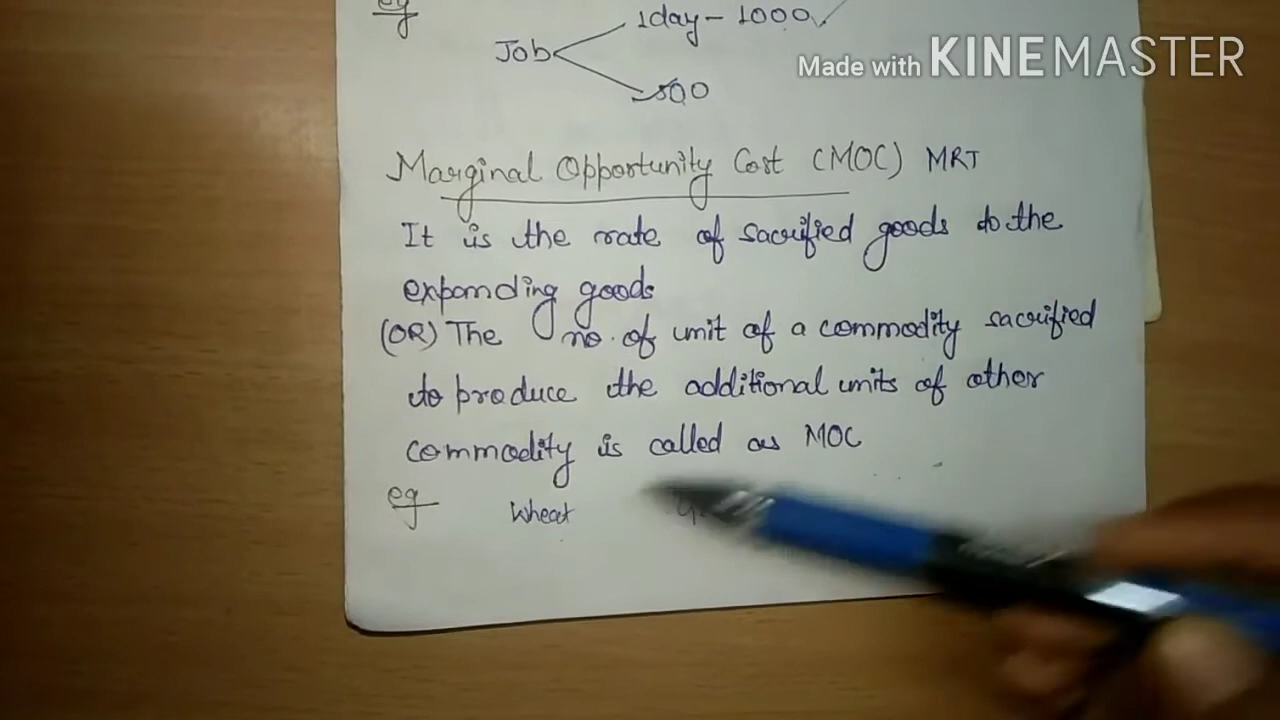 eg
1day - 1000 ✓
Made with KINEMASTER
Job
500
Marginal Opportunity Cost (MOC) MRT
It is the rate of sacrified goods to the
expanding goods
(OR) The no. of unit of a commodity sacrified
to produce the additional units of other
commodity is called as MOC
eg Wheat